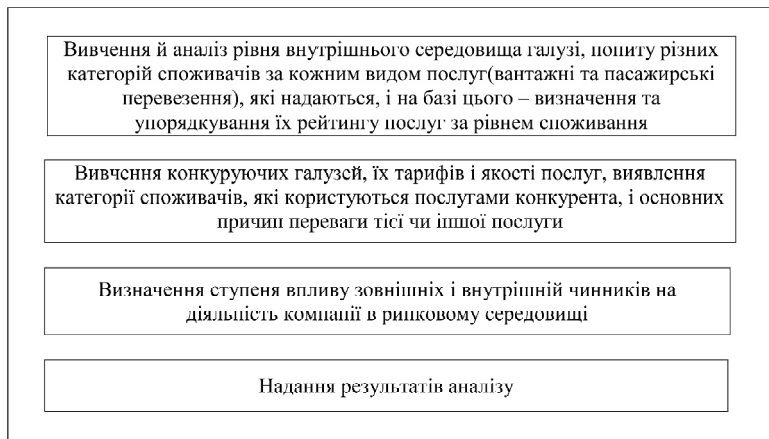 Вивчення й аналіз рівня внутрішнього середовища галузі, попиту різних
категорій споживачів за кожним видом послуг(вантажні та пасажирські
перевезення), які надаються, і на базі цього – визначення та
упорядкування їх рейтингу послуг за рівнем споживання
Вивчення конкуруючих галузей, їх тарифів і якості послуг, виявлення
категорії споживачів, які користуються послугами конкурента, і основних
причин переваги тієї чи іншої послуги
Визначення ступеня впливу зовнішніх і внутрішній чинників на
діяльність компанії в ринковому середовищі
Надання результатів аналізу